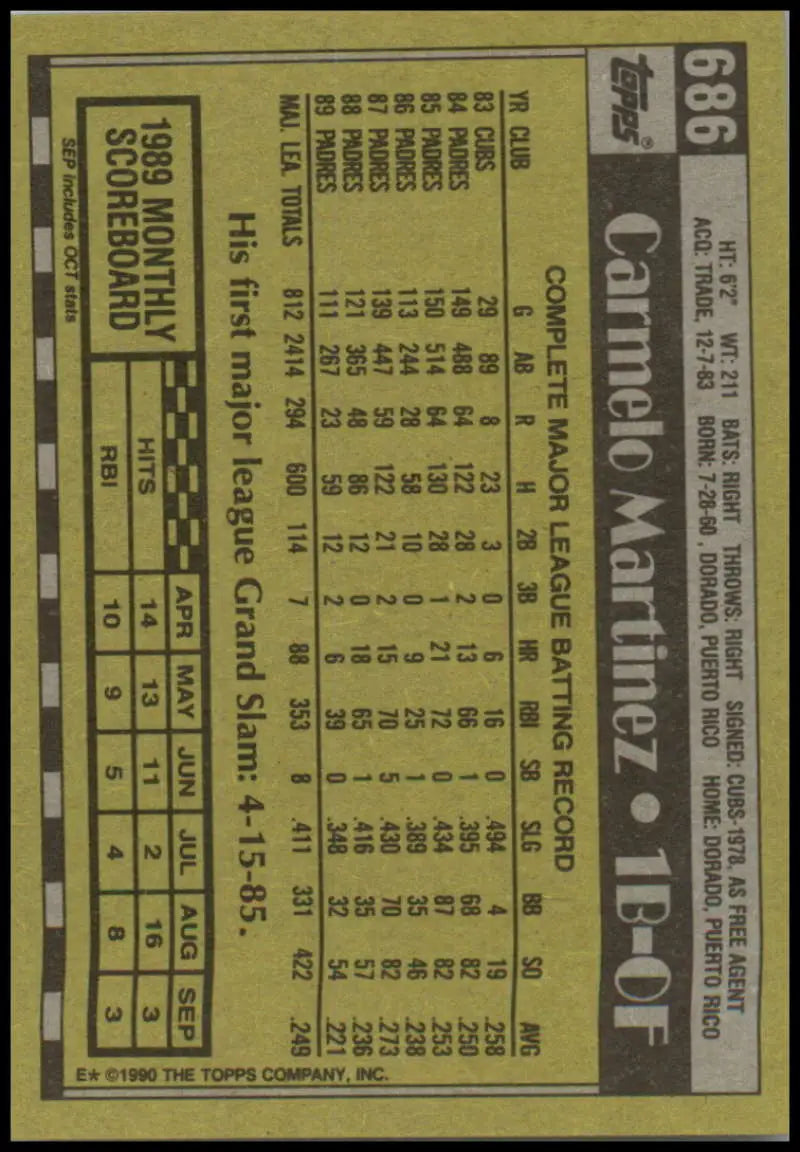 686
HT: 6'2" WT: 211 BATS: RIGHT THROWS: RIGHT SIGNED: CUBS-1978, AS FREE AGENT
ACQ: TRADE, 12-7-83 BORN: 7-28-60, DORADO, PUERTO RICO HOME: DORADO, PUERTO RICO
TOPPS®
Carmelo Martinez • 1B-OF
COMPLETE MAJOR LEAGUE BATTING RECORD
YR CLUB G AB R H 2B 3B HR RBI SB SLG BB SO AVG
83 CUBS 29 89 8 23 3 0 6 16 0 .494 4 19 .258
84 PADRES 149 488 64 122 28 2 13 66 1 .395 68 82 .250
85 PADRES 150 514 64 130 28 1 21 72 0 .434 87 82 .253
86 PADRES 113 244 28 58 10 0 9 25 1 .389 35 46 .238
87 PADRES 139 447 59 122 21 2 15 70 5 .430 70 82 .273
88 PADRES 121 365 48 86 12 0 18 65 1 .416 35 57 .236
89 PADRES 111 267 23 59 12 2 6 39 0 .348 32 54 .221
MAJ. LEA. TOTALS 812 2414 294 600 114 7 88 353 8 .411 331 422 .249
His first major league Grand Slam: 4-15-85.
1989 MONTHLY
SCOREBOARD
APR MAY JUN JUL AUG SEP
HITS 14 13 11 2 16 3
RBI 10 9 5 4 8 3
SEP includes OCT stats
E* ©1990 THE TOPPS COMPANY, INC.